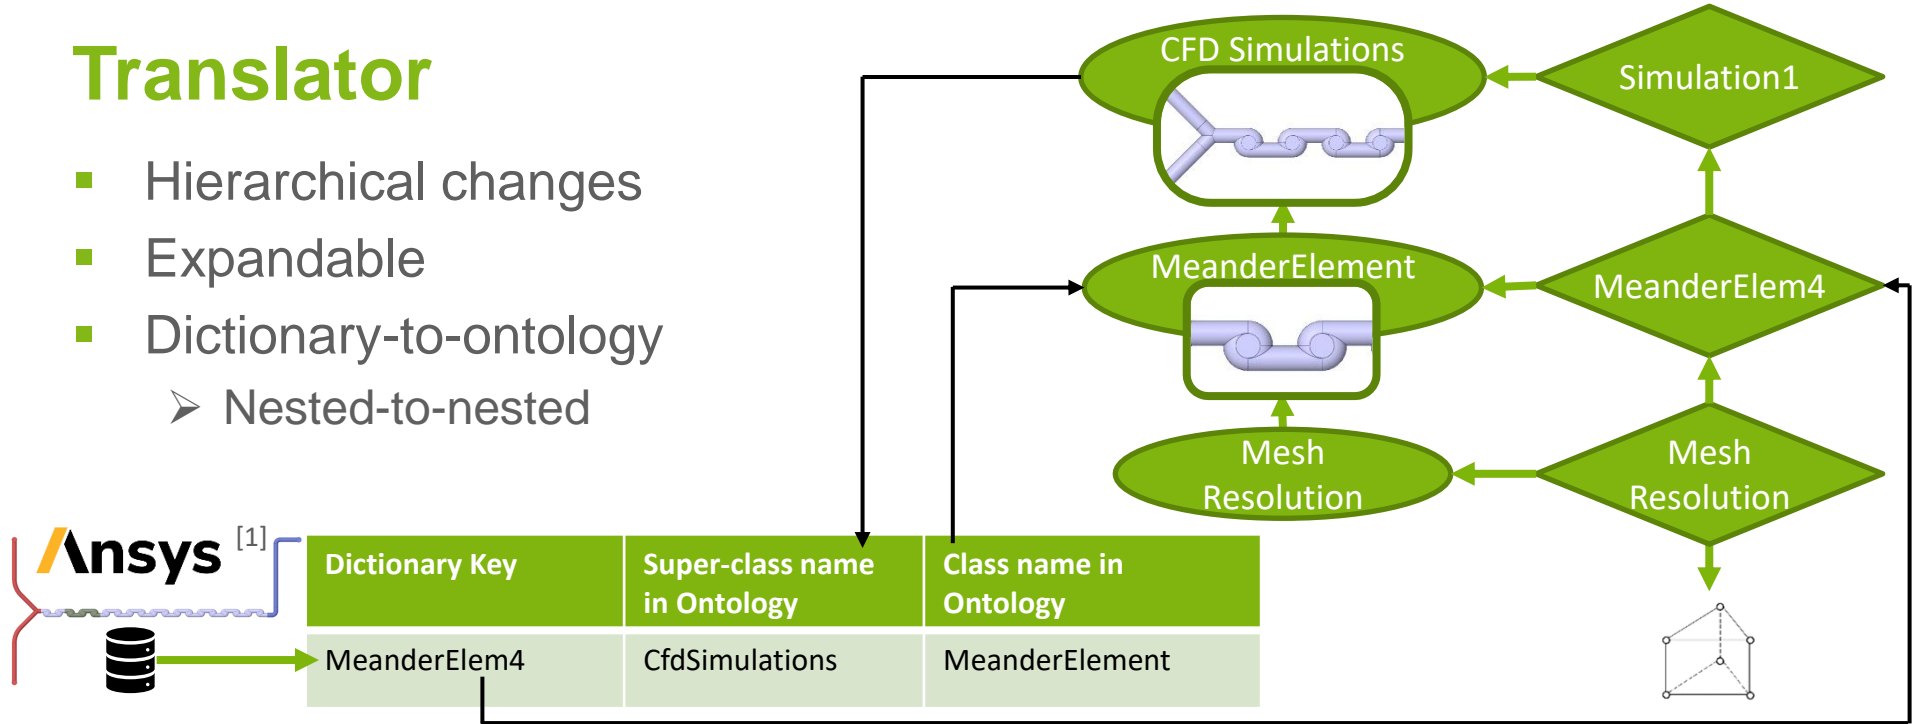 Translator
Hierarchical changes
Expandable
Dictionary-to-ontology
Nested-to-nested
CFD Simulations
Simulation1
MeanderElement
MeanderElem4
Mesh
Resolution
Mesh
Resolution
Ansys [1]
Dictionary Key
Super-class name
in Ontology
Class name in
Ontology
MeanderElem4
CfdSimulations
MeanderElement